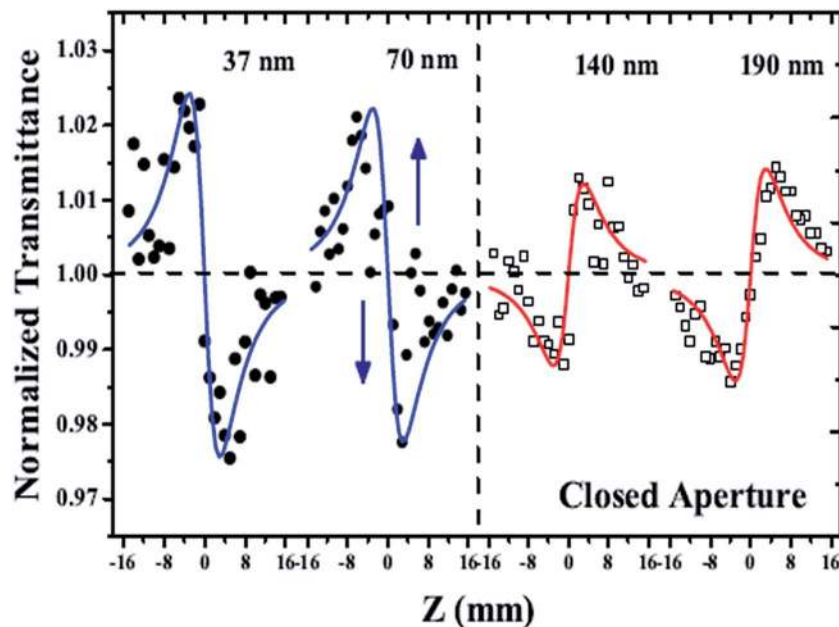 37 nm 70 nm 140 nm 190 nm
Normalized Transmittance
1.03
1.02
1.01
1.00
0.99
0.98
0.97
Closed Aperture
-16 -8 0 8 16-16 -8 0 8 16-16 -8 0 8 16-16 -8 0 8 16
Z (mm)